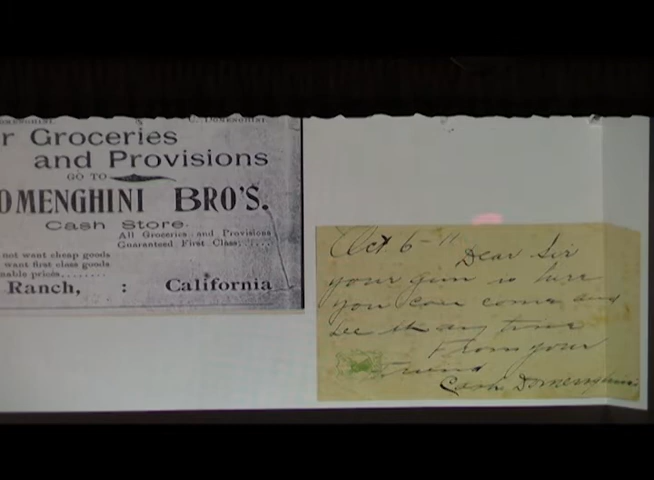 C. DOMENGHINI
r Groceries
and Provisions
GO TO
OMENGHINI BRO'S.
Cash Store.
All Groceries and Provisions
Guaranteed First Class......
not want cheap goods
want first class goods
nable prices........
Ranch, : California
Oct 6-11
Dear Sir
your gun is here
you can come and
see it any time
From your
Friend
Cash Domenghini